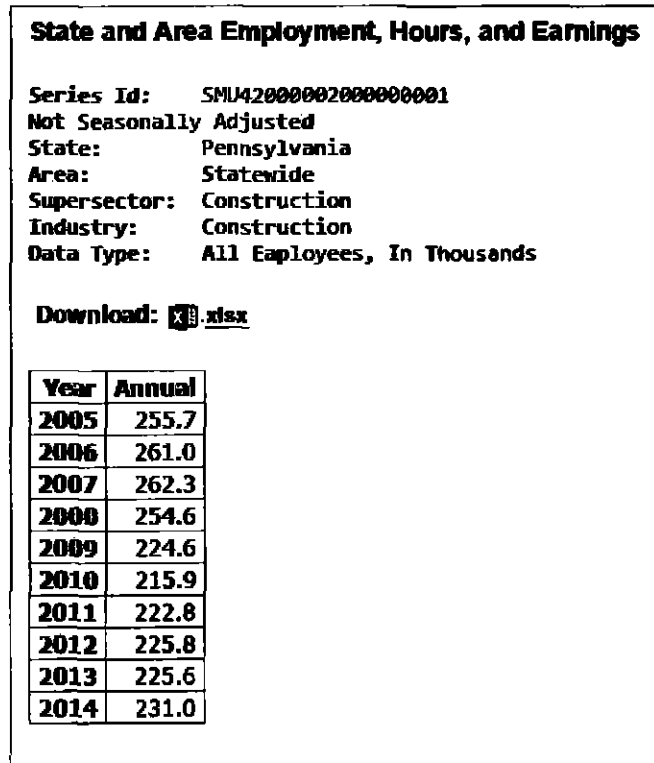 State and Area Employment, Hours, and Earnings
Series Id: SMU42000002000000001
Not Seasonally Adjusted
State: Pennsylvania
Area: Statewide
Supersector: Construction
Industry: Construction
Data Type: All Eaployees, In Thousands
Download: .xlsx
Year Annual
2005 255.7
2006 261.0
2007 262.3
2008 254.6
2009 224.6
2010 215.9
2011 222.8
2012 225.8
2013 225.6
2014 231.0